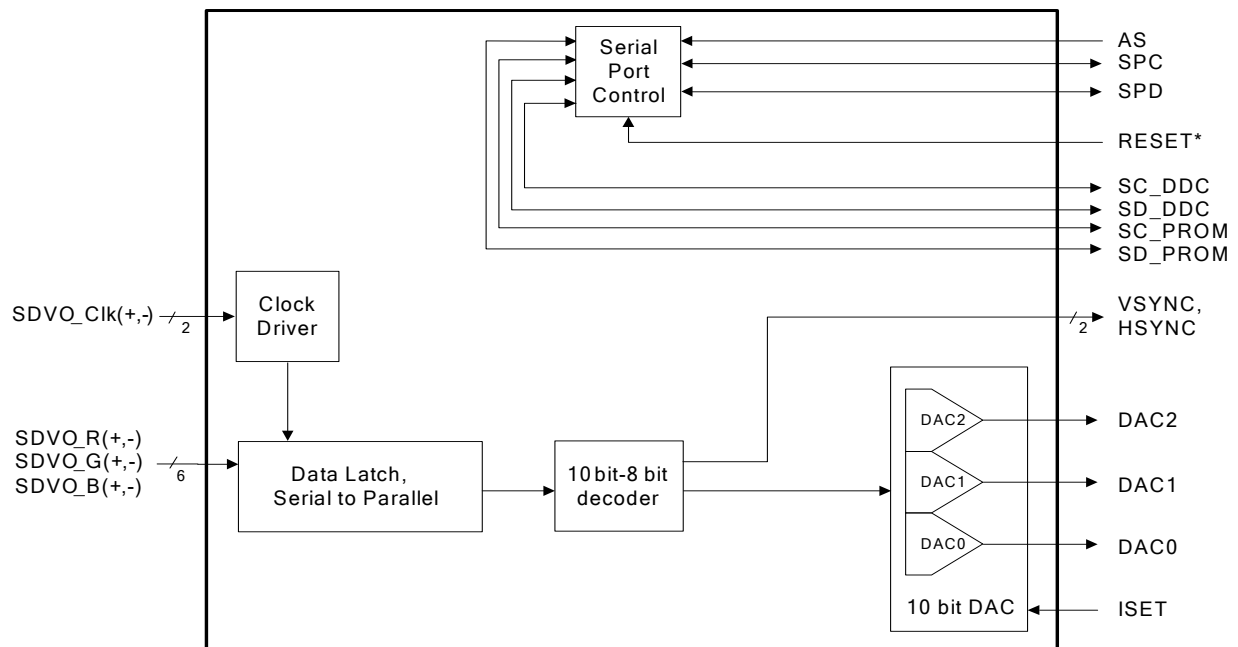 Serial
Port
Control
AS
SPC
SPD
RESET*
SC_DDC
SD_DDC
SC_PROM
SD_PROM
SDVO_Clk(+,-)
2
Clock
Driver
2
VSYNC,
HSYNC
SDVO_R(+,-)
SDVO_G(+,-)
SDVO_B(+,-)
6
Data Latch,
Serial to Parallel
10bit-8 bit
decoder
DAC2
DAC1
DAC0
10 bit DAC
DAC2
DAC1
DAC0
ISET